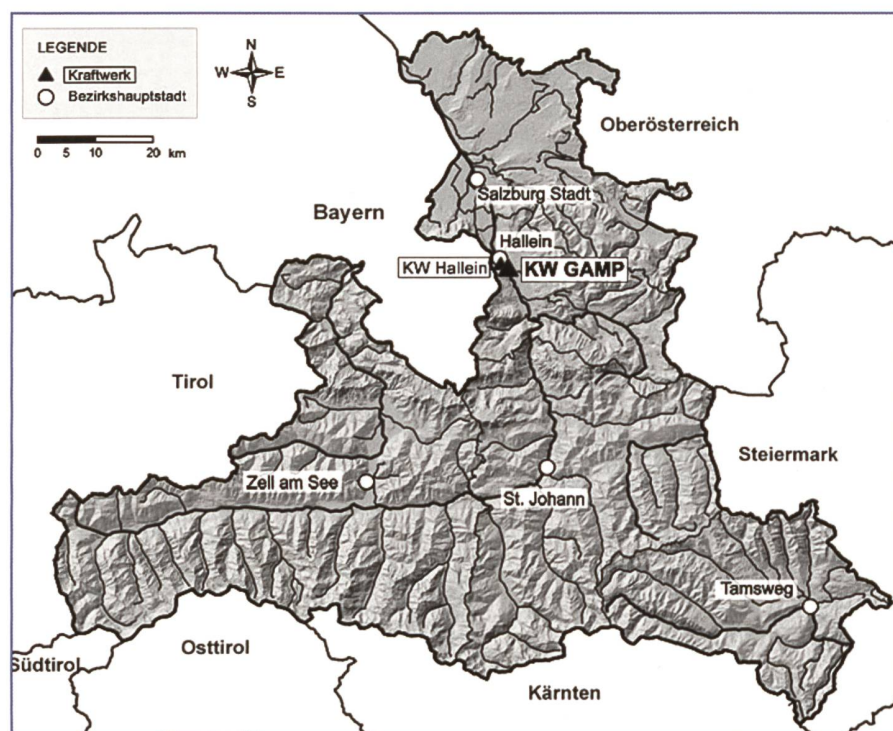 LEGENDE
Kraftwerk
Bezirkshauptstadt
N
W E
S
0 5 10 20 km
Oberösterreich
Salzburg Stadt
Bayern
Hallein
KW Hallein
KW GAMP
Tirol
Steiermark
Zell am See
St. Johann
Tamsweg
Südtirol
Osttirol
Kärnten